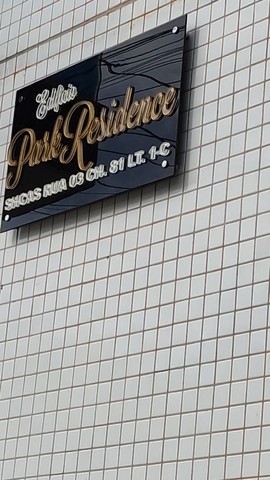 Edifício
Park Residence
SHCAS RUA 03 CH. 81 LT. 1-C